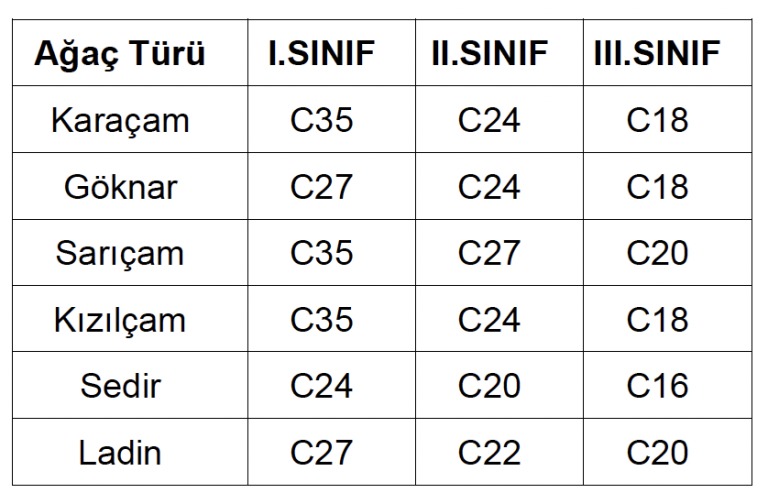 Ağaç Türü I.SINIF II.SINIF III.SINIF
Karaçam C35 C24 C18
Göknar C27 C24 C18
Sarıçam C35 C27 C20
Kızılçam C35 C24 C18
Sedir C24 C20 C16
Ladin C27 C22 C20